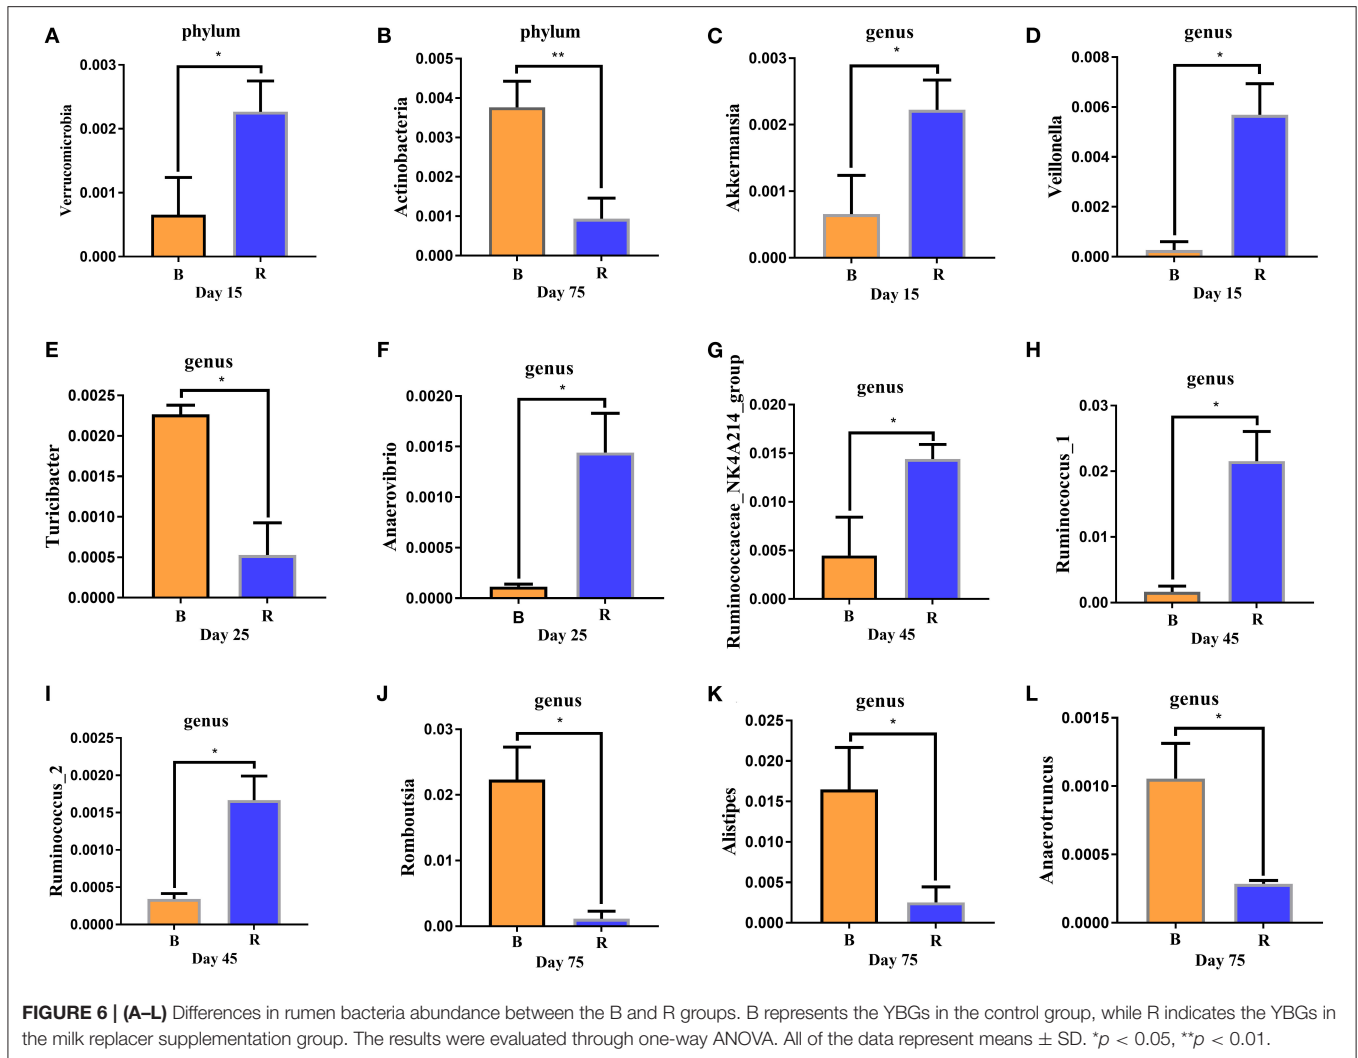 A
phylum
*
Verrucomicrobia
0.003
0.002
0.001
0.000
B R
Day 15
B
phylum
**
Actinobacteria
0.005
0.004
0.003
0.002
0.001
0.000
B R
Day 75
C
genus
*
Akkermansia
0.003
0.002
0.001
0.000
B R
Day 15
D
genus
*
Veillonella
0.008
0.006
0.004
0.002
0.000
B R
Day 15
E
genus
*
Turicibacter
0.0025
0.0020
0.0015
0.0010
0.0005
0.0000
B R
Day 25
F
genus
*
Anaerovibrio
0.0020
0.0015
0.0010
0.0005
0.0000
B R
Day 25
G
genus
*
Ruminococcaceae_NK4A214_group
0.020
0.015
0.010
0.005
0.000
B R
Day 45
H
genus
*
Ruminococcus_1
0.03
0.02
0.01
0.00
B R
Day 45
I
genus
*
Ruminococcus_2
0.0025
0.0020
0.0015
0.0010
0.0005
0.0000
B R
Day 45
J
genus
*
Romboutsia
0.03
0.02
0.01
0.00
B R
Day 75
K
genus
*
Alistipes
0.025
0.020
0.015
0.010
0.005
0.000
B R
Day 75
L
genus
*
Anaerotruncus
0.0015
0.0010
0.0005
0.0000
B R
Day 75
FIGURE 6 | (A–L) Differences in rumen bacteria abundance between the B and R groups. B represents the YBGs in the control group, while R indicates the YBGs in
the milk replacer supplementation group. The results were evaluated through one-way ANOVA. All of the data represent means ± SD. *p < 0.05, **p < 0.01.